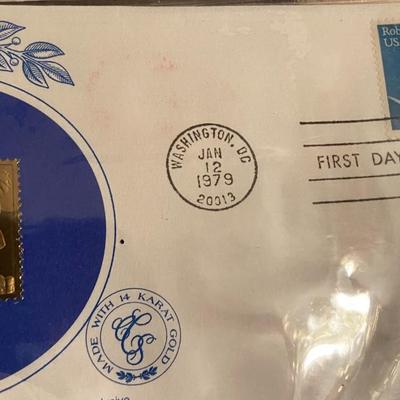 Rob
US
WASHINGTON, DC
JAN
12
1979
20013
FIRST DAY
MADE WITH 14 KARAT GOLD